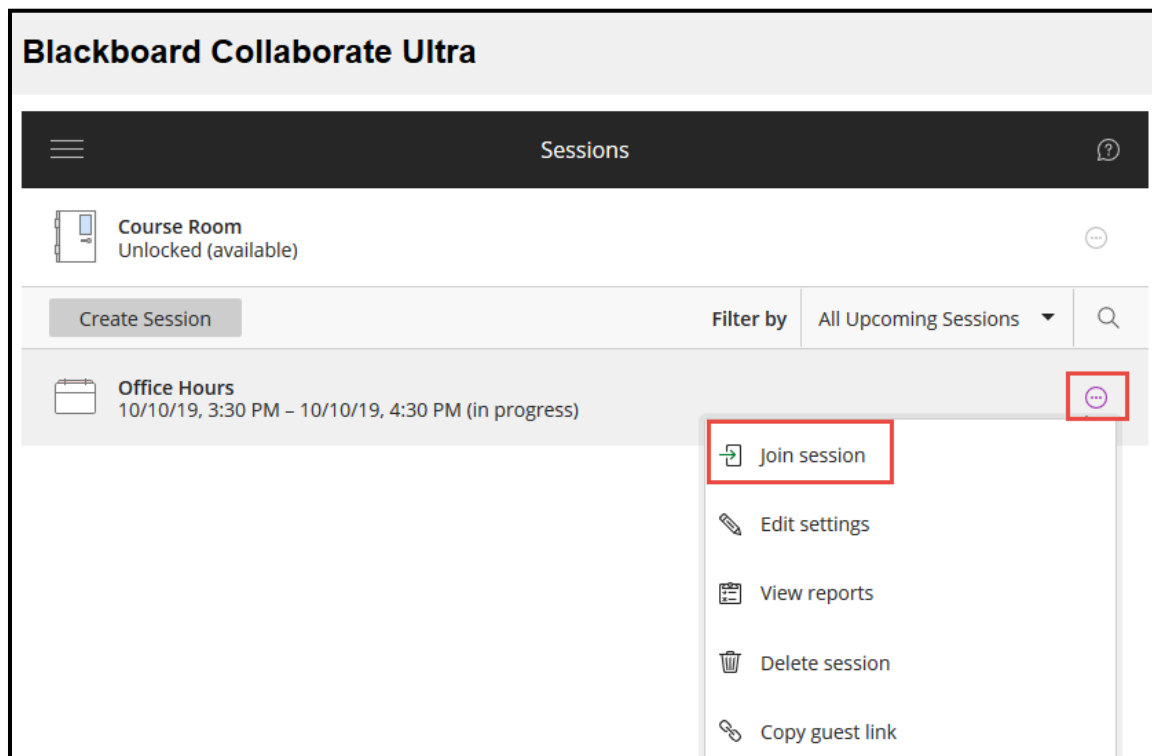 Blackboard Collaborate Ultra
Sessions
Course Room
Unlocked (available)
Create Session
Filter by
All Upcoming Sessions
Office Hours
10/10/19, 3:30 PM – 10/10/19, 4:30 PM (in progress)
Join session
Edit settings
View reports
Delete session
Copy guest link